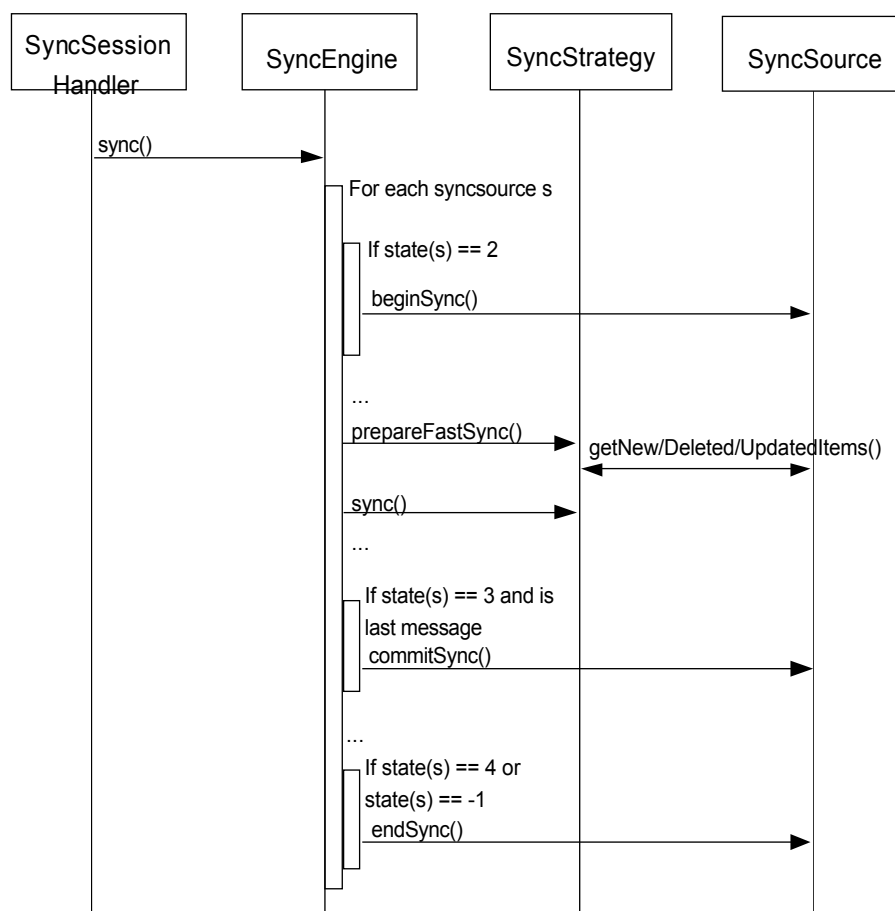 SyncSession
Handler
SyncEngine
SyncStrategy
SyncSource
sync()
For each syncsource s
If state(s) == 2
beginSync()
...
prepareFastSync()
getNew/Deleted/UpdatedItems()
sync()
...
If state(s) == 3 and is
last message
commitSync()
...
If state(s) == 4 or
state(s) == -1
endSync()